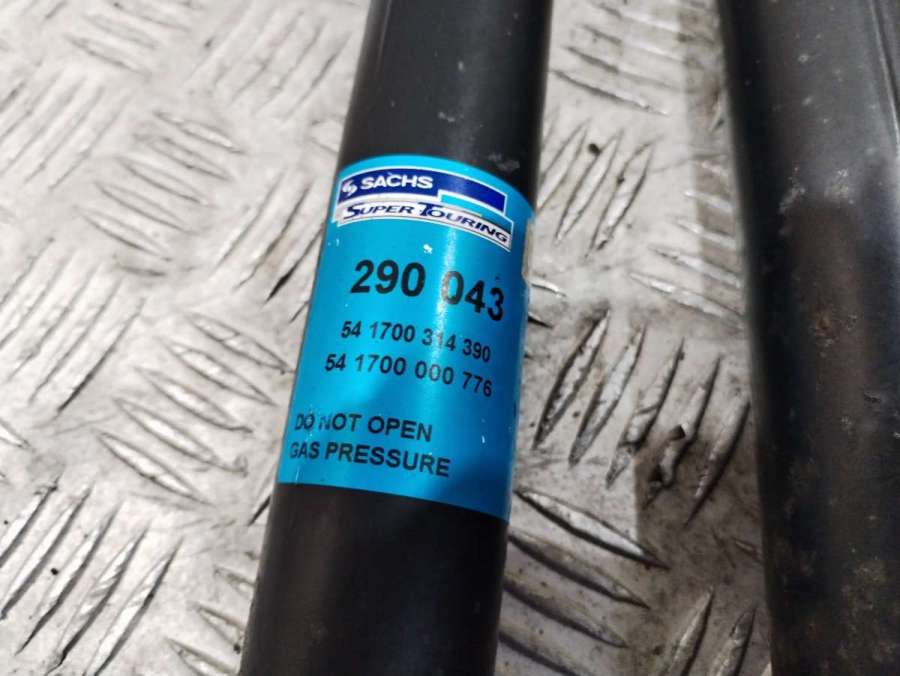 SACHS
SUPER TOURING
290 043
54 1700 314 390
54 1700 000 776
DO NOT OPEN
GAS PRESSURE